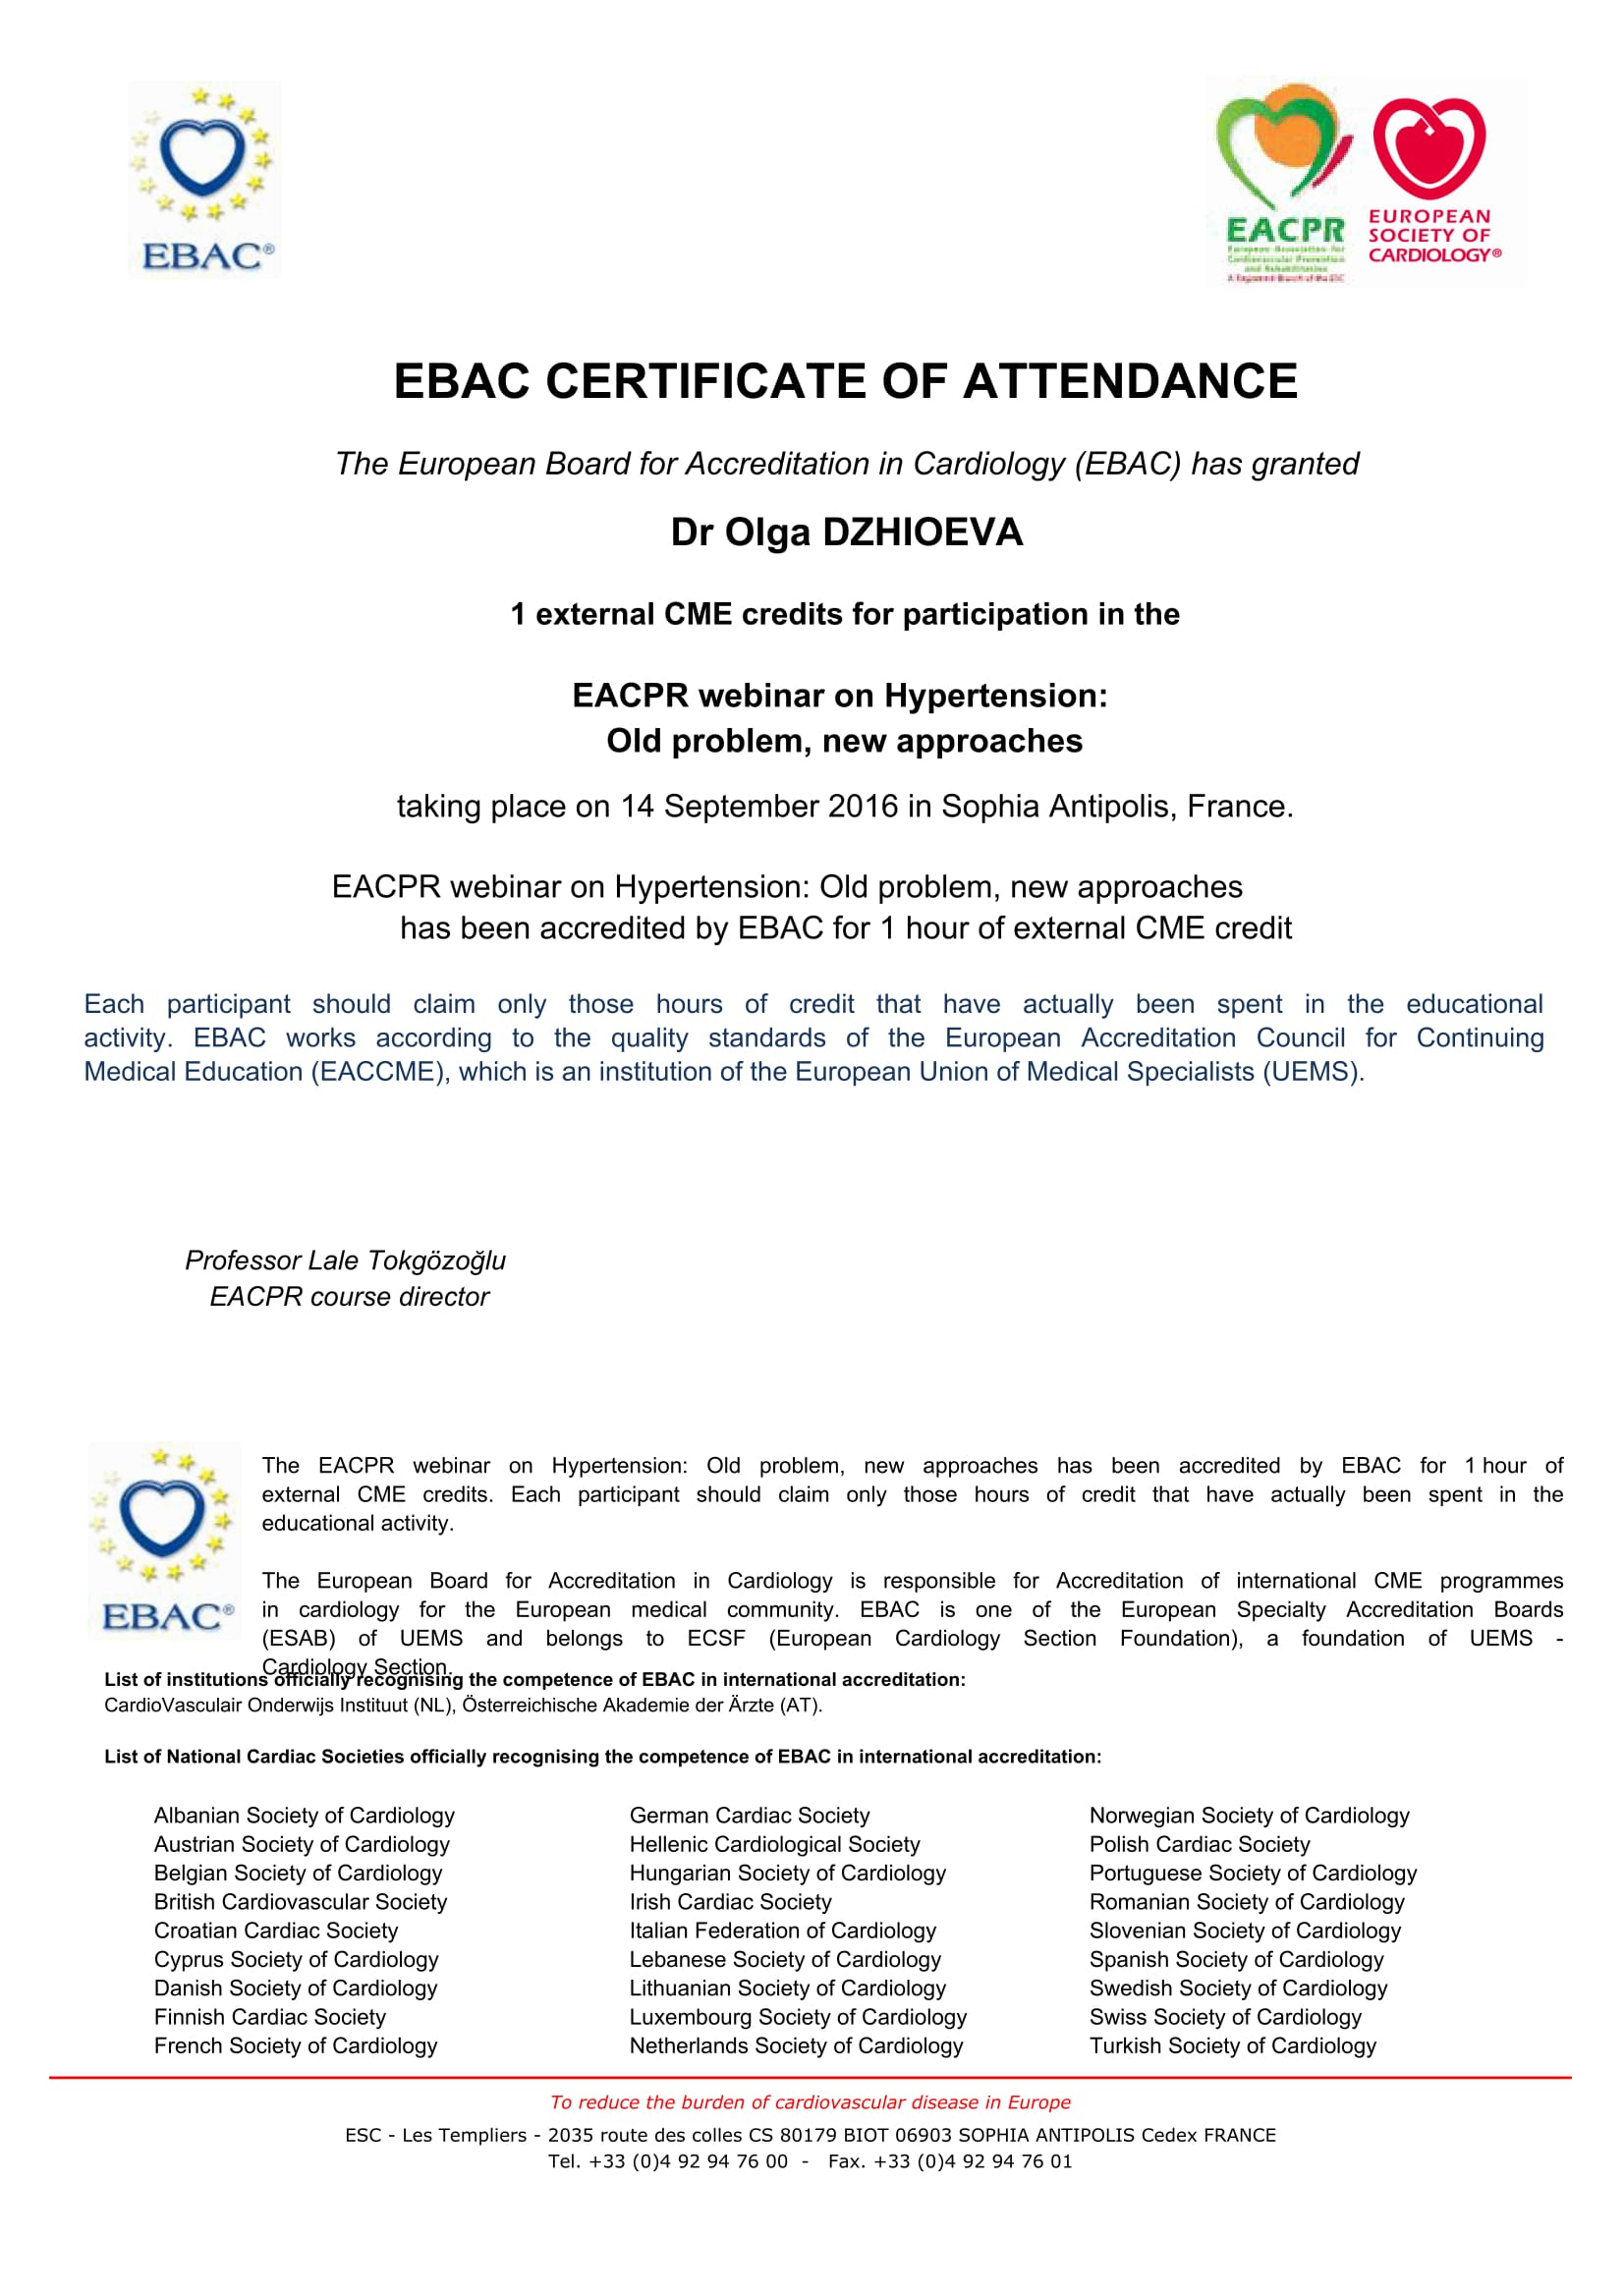 EBAC®
EACPR
European Association for
Cardiovascular Prevention
and Rehabilitation
A Registered Branch of the ESC
EUROPEAN
SOCIETY OF
CARDIOLOGY®
EBAC CERTIFICATE OF ATTENDANCE
The European Board for Accreditation in Cardiology (EBAC) has granted
Dr Olga DZHIOEVA
1 external CME credits for participation in the
EACPR webinar on Hypertension:
Old problem, new approaches
taking place on 14 September 2016 in Sophia Antipolis, France.
EACPR webinar on Hypertension: Old problem, new approaches
has been accredited by EBAC for 1 hour of external CME credit
Each participant should claim only those hours of credit that have actually been spent in the educational
activity. EBAC works according to the quality standards of the European Accreditation Council for Continuing
Medical Education (EACCME), which is an institution of the European Union of Medical Specialists (UEMS).
Professor Lale Tokgözoğlu
EACPR course director
EBAC®
The EACPR webinar on Hypertension: Old problem, new approaches has been accredited by EBAC for 1 hour of
external CME credits. Each participant should claim only those hours of credit that have actually been spent in the
educational activity.
The European Board for Accreditation in Cardiology is responsible for Accreditation of international CME programmes
in cardiology for the European medical community. EBAC is one of the European Specialty Accreditation Boards
(ESAB) of UEMS and belongs to ECSF (European Cardiology Section Foundation), a foundation of UEMS -
Cardiology Section.
List of institutions officially recognising the competence of EBAC in international accreditation:
CardioVasculair Onderwijs Instituut (NL), Österreichische Akademie der Ärzte (AT).
List of National Cardiac Societies officially recognising the competence of EBAC in international accreditation:
Albanian Society of Cardiology
Austrian Society of Cardiology
Belgian Society of Cardiology
British Cardiovascular Society
Croatian Cardiac Society
Cyprus Society of Cardiology
Danish Society of Cardiology
Finnish Cardiac Society
French Society of Cardiology
German Cardiac Society
Hellenic Cardiological Society
Hungarian Society of Cardiology
Irish Cardiac Society
Italian Federation of Cardiology
Lebanese Society of Cardiology
Lithuanian Society of Cardiology
Luxembourg Society of Cardiology
Netherlands Society of Cardiology
Norwegian Society of Cardiology
Polish Cardiac Society
Portuguese Society of Cardiology
Romanian Society of Cardiology
Slovenian Society of Cardiology
Spanish Society of Cardiology
Swedish Society of Cardiology
Swiss Society of Cardiology
Turkish Society of Cardiology
To reduce the burden of cardiovascular disease in Europe
ESC - Les Templiers - 2035 route des colles CS 80179 BIOT 06903 SOPHIA ANTIPOLIS Cedex FRANCE
Tel. +33 (0)4 92 94 76 00 - Fax. +33 (0)4 92 94 76 01